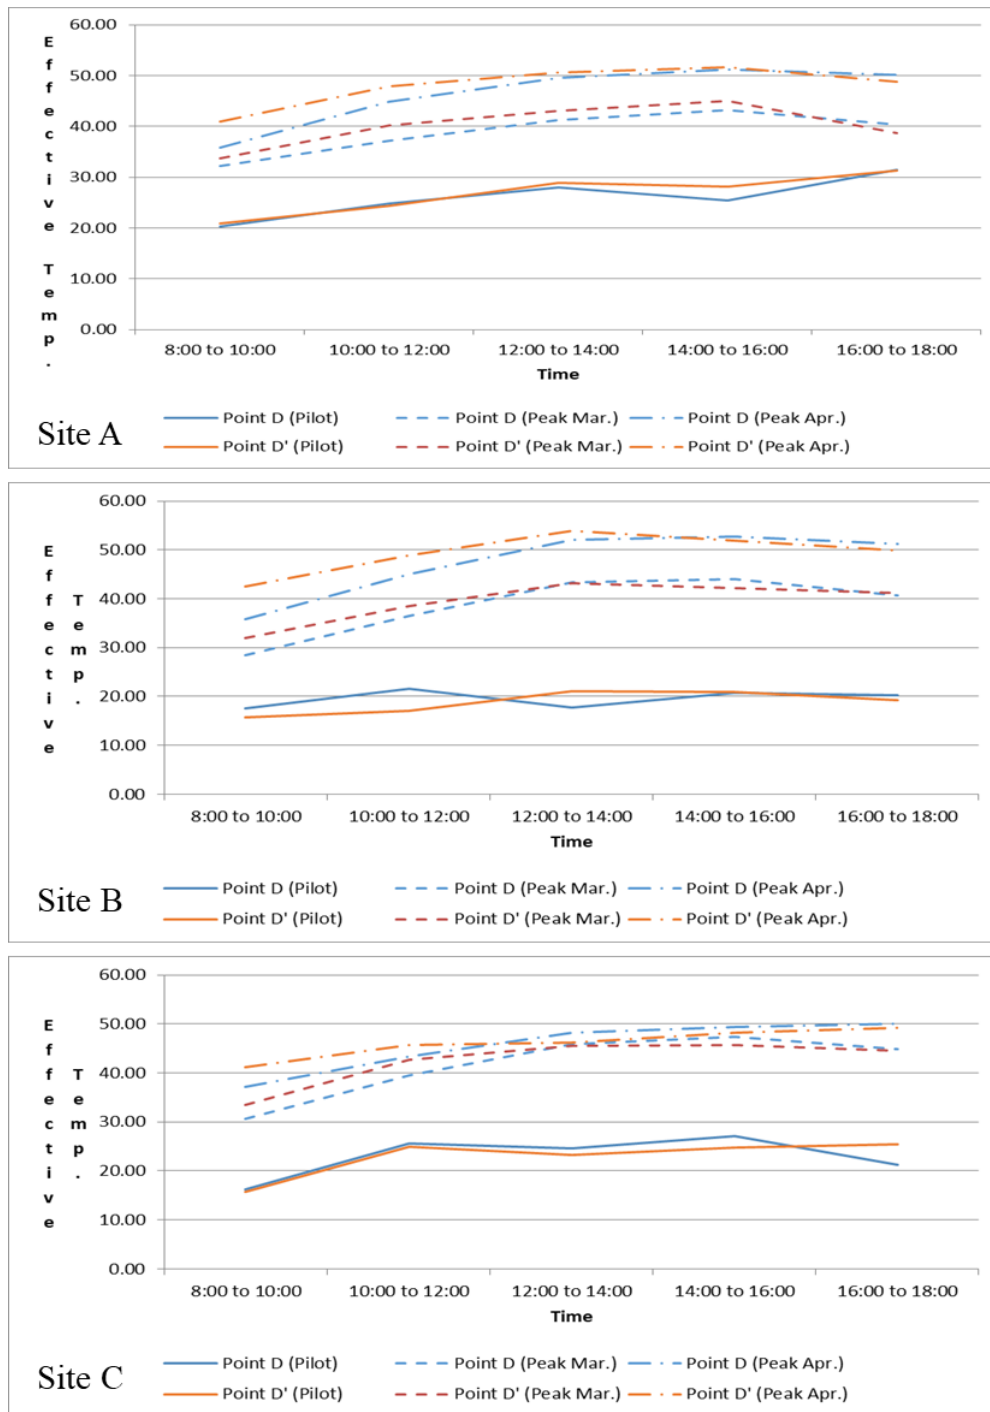 60.00
50.00
40.00
30.00
20.00
10.00
0.00
Effective Temp.
8:00 to 10:00 10:00 to 12:00 12:00 to 14:00 14:00 to 16:00 16:00 to 18:00
Time
Point D (Pilot) Point D (Peak Mar.) Point D (Peak Apr.)
Point D' (Pilot) Point D' (Peak Mar.) Point D' (Peak Apr.)
Site A
60.00
50.00
40.00
30.00
20.00
10.00
0.00
Effective
Temp.
8:00 to 10:00 10:00 to 12:00 12:00 to 14:00 14:00 to 16:00 16:00 to 18:00
Time
Point D (Pilot) Point D (Peak Mar.) Point D (Peak Apr.)
Point D' (Pilot) Point D' (Peak Mar.) Point D' (Peak Apr.)
Site B
60.00
50.00
40.00
30.00
20.00
10.00
0.00
Effective
Temp.
8:00 to 10:00 10:00 to 12:00 12:00 to 14:00 14:00 to 16:00 16:00 to 18:00
Time
Point D (Pilot) Point D (Peak Mar.) Point D (Peak Apr.)
Point D' (Pilot) Point D' (Peak Mar.) Point D' (Peak Apr.)
Site C